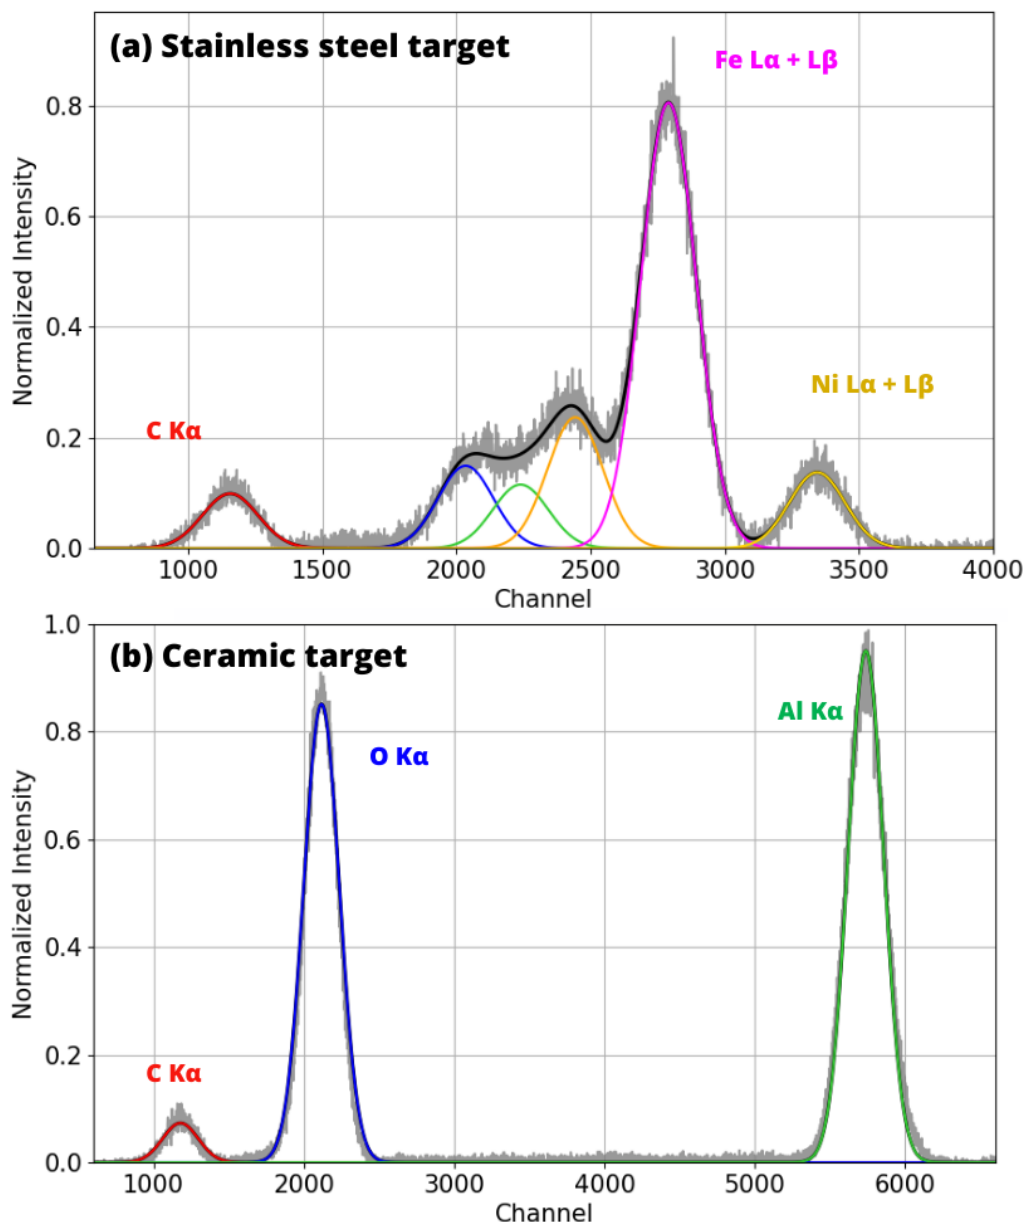 (a) Stainless steel target
Fe Lα + Lβ
Ni Lα + Lβ
C Kα
Normalized Intensity
0.8
0.6
0.4
0.2
0.0
1000 1500 2000 2500 3000 3500 4000
Channel
(b) Ceramic target
Al Kα
O Kα
C Kα
Normalized Intensity
1.0
0.8
0.6
0.4
0.2
0.0
1000 2000 3000 4000 5000 6000
Channel